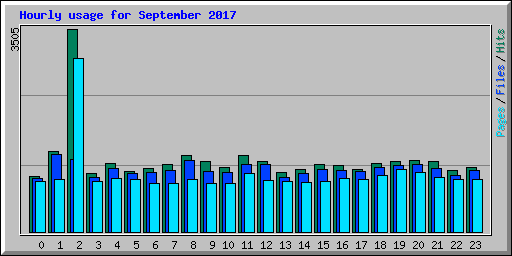 Hourly usage for September 2017
3505
Pages/Files/Hits
0 1 2 3 4 5 6 7 8 9 10 11 12 13 14 15 16 17 18 19 20 21 22 23